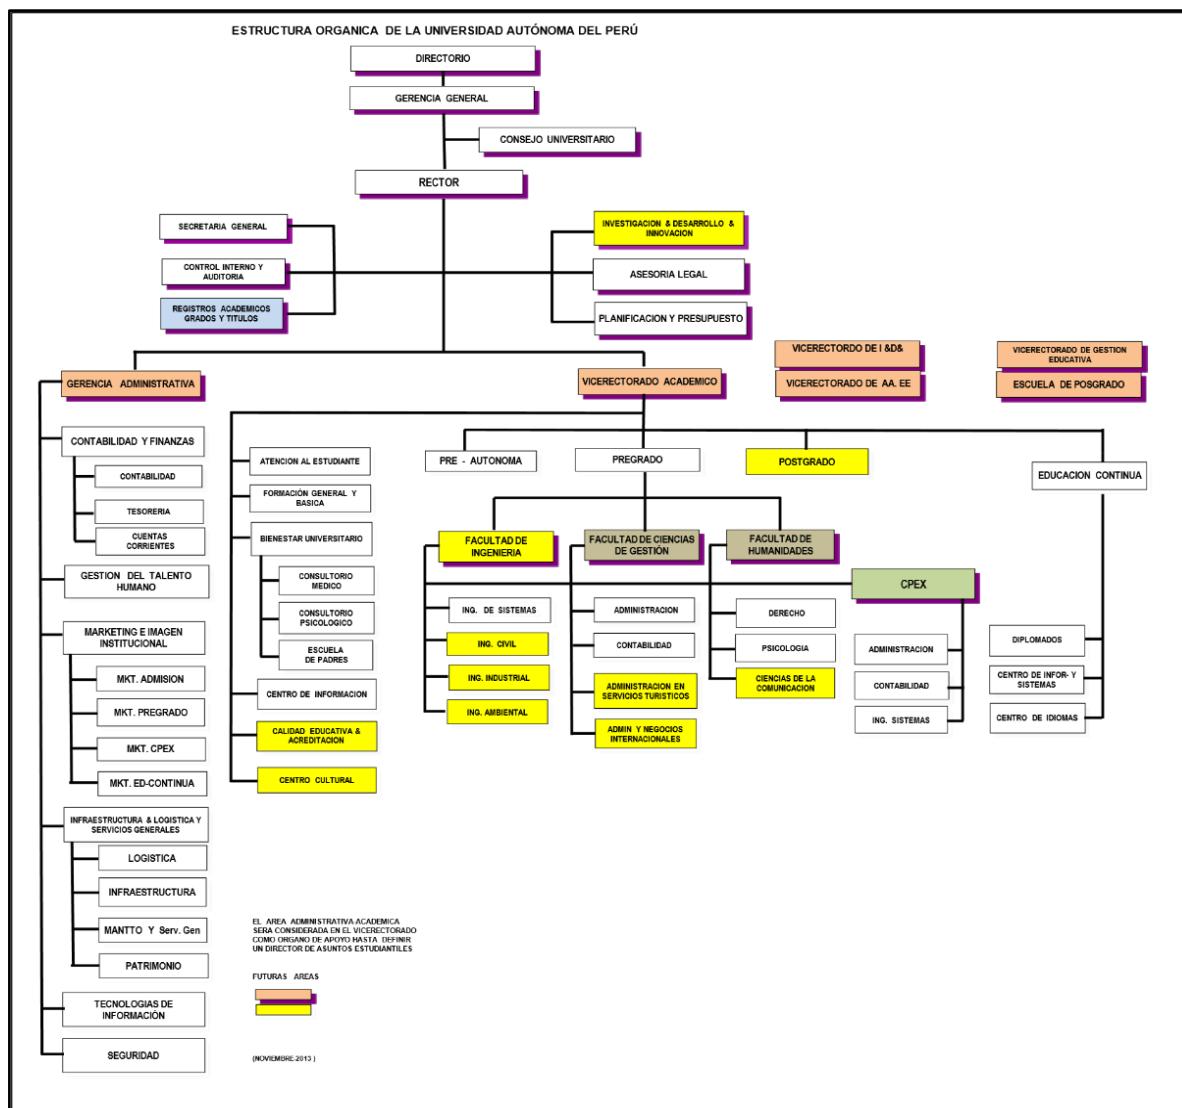 ESTRUCTURA ORGANICA DE LA UNIVERSIDAD AUTÓNOMA DEL PERÚ
DIRECTORIO
GERENCIA GENERAL
CONSEJO UNIVERSITARIO
RECTOR
SECRETARIA GENERAL
CONTROL INTERNO Y
AUDITORIA
REGISTROS ACADEMICOS
GRADOS Y TITULOS
INVESTIGACION & DESARROLLO &
INNOVACION
ASESORIA LEGAL
PLANIFICACION Y PRESUPUESTO
GERENCIA ADMINISTRATIVA
VICERECTORADO ACADEMICO
VICERECTORDO DE I &D&
VICERECTORADO DE AA. EE
VICERECTORADO DE GESTION
EDUCATIVA
ESCUELA DE POSGRADO
CONTABILIDAD Y FINANZAS
CONTABILIDAD
TESORERIA
CUENTAS
CORRIENTES
GESTION DEL TALENTO
HUMANO
MARKETING E IMAGEN
INSTITUCIONAL
MKT. ADMISION
MKT. PREGRADO
MKT. CPEX
MKT. ED-CONTINUA
INFRAESTRUCTURA & LOGISTICA Y
SERVICIOS GENERALES
LOGISTICA
INFRAESTRUCTURA
MANTTO Y Serv. Gen
PATRIMONIO
TECNOLOGIAS DE
INFORMACIÓN
SEGURIDAD
ATENCION AL ESTUDIANTE
FORMACIÓN GENERAL Y
BASICA
BIENESTAR UNIVERSITARIO
CONSULTORIO
MEDICO
CONSULTORIO
PSICOLOGICO
ESCUELA
DE PADRES
CENTRO DE INFORMACION
CALIDAD EDUCATIVA &
ACREDITACION
CENTRO CULTURAL
PRE - AUTONOMA
PREGRADO
POSTGRADO
EDUCACION CONTINUA
FACULTAD DE
INGENIERIA
FACULTAD DE CIENCIAS
DE GESTIÓN
FACULTAD DE
HUMANIDADES
CPEX
ING. DE SISTEMAS
ING. CIVIL
ING. INDUSTRIAL
ING. AMBIENTAL
ADMINISTRACION
CONTABILIDAD
ADMINISTRACION EN
SERVICIOS TURISTICOS
ADMIN Y NEGOCIOS
INTERNACIONALES
DERECHO
PSICOLOGIA
CIENCIAS DE LA
COMUNICACION
ADMINISTRACION
CONTABILIDAD
ING. SISTEMAS
DIPLOMADOS
CENTRO DE INFOR- Y
SISTEMAS
CENTRO DE IDIOMAS
EL AREA ADMINISTRATIVA-ACADEMICA
SERA CONSIDERADA EN EL VICERECTORADO
COMO ORGANO DE APOYO HASTA DEFINIR
UN DIRECTOR DE ASUNTOS ESTUDIANTILES
FUTURAS AREAS
(NOVIEMBRE-2013 )